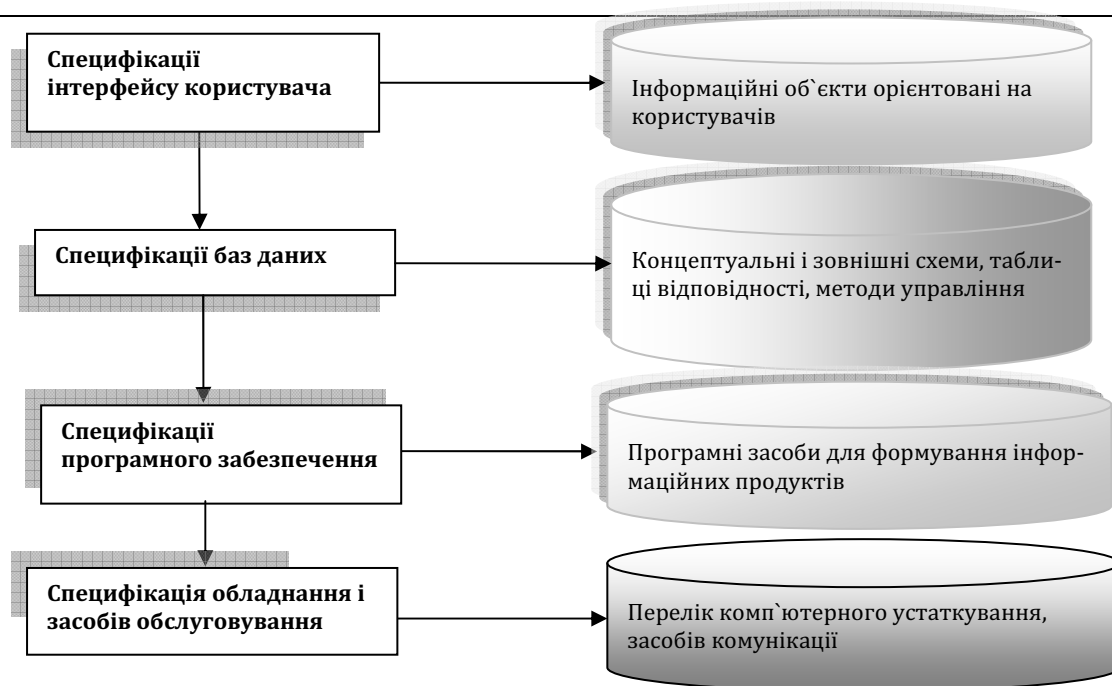 Специфікації
інтерфейсу користувача
Інформаційні об`єкти орієнтовані на
користувачів
Специфікації баз даних
Концептуальні і зовнішні схеми, табли-
ці відповідності, методи управління
Специфікації
програмного забезпечення
Програмні засоби для формування інфор-
маційних продуктів
Специфікація обладнання і
засобів обслуговування
Перелік комп`ютерного устаткування,
засобів комунікації